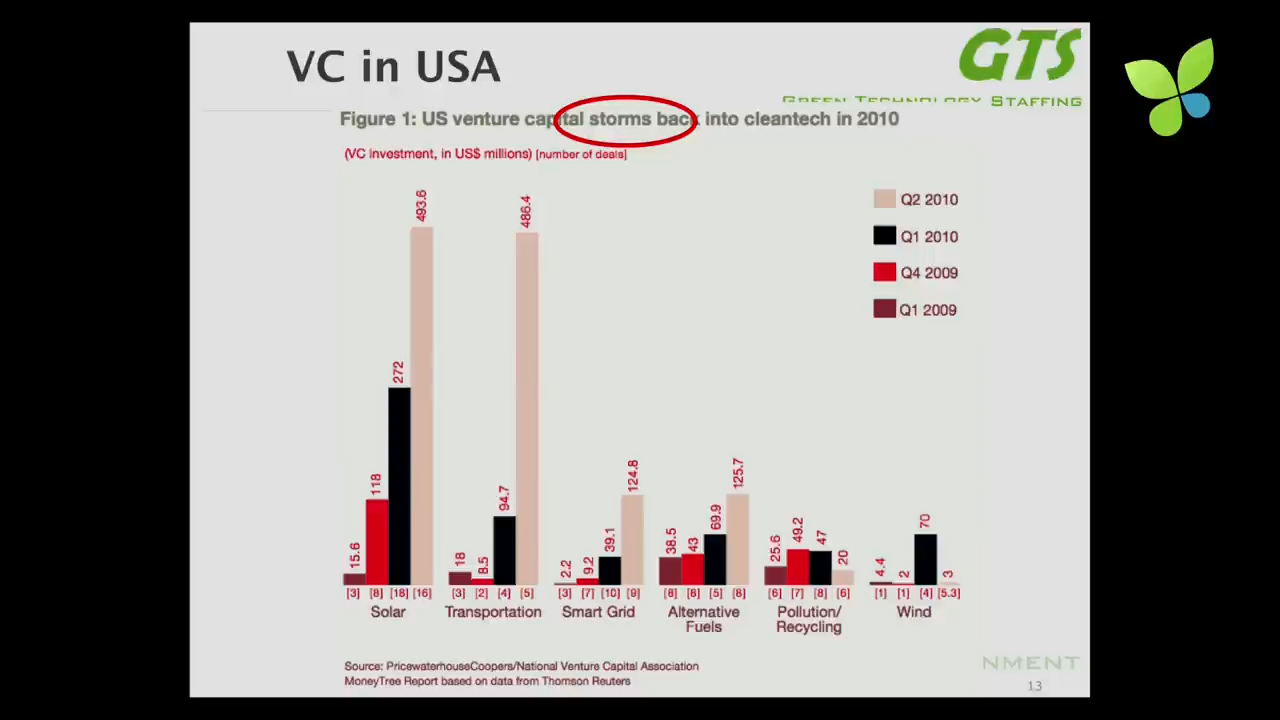 VC in USA
GTS
GREEN TECHNOLOGY STAFFING
Figure 1: US venture capital storms back into cleantech in 2010
(VC investment, in US$ millions) [number of deals]
Q2 2010
Q1 2010
Q4 2009
Q1 2009
15.6 118 272 493.6
18 8.5 94.7 486.4
2.2 9.2 39.1 124.8
38.5 43 69.9 125.7
25.6 49.2 47 20
4.4 2 70 3
[3] [8] [18] [16] [3] [2] [4] [5] [3] [7] [10] [9] [8] [8] [5] [8] [6] [7] [8] [6] [1] [1] [4] [5.3]
Solar
Transportation
Smart Grid
Alternative
Fuels
Pollution/
Recycling
Wind
Source: PricewaterhouseCoopers/National Venture Capital Association
MoneyTree Report based on data from Thomson Reuters
NMENT
13